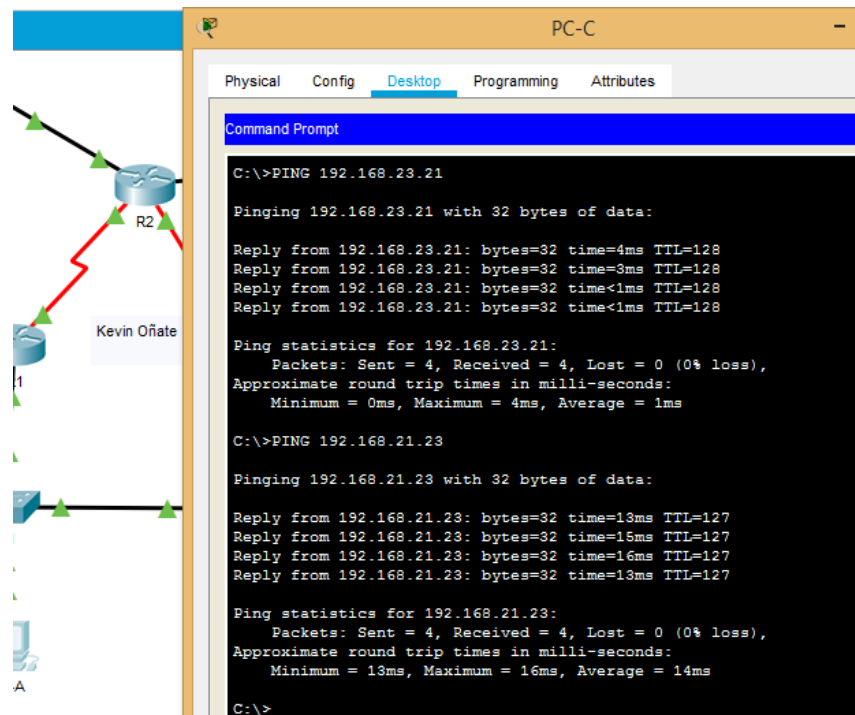 PC-C
Physical Config Desktop Programming Attributes
Command Prompt
C:\>PING 192.168.23.21
Pinging 192.168.23.21 with 32 bytes of data:
Reply from 192.168.23.21: bytes=32 time=4ms TTL=128
Reply from 192.168.23.21: bytes=32 time=3ms TTL=128
Reply from 192.168.23.21: bytes=32 time<1ms TTL=128
Reply from 192.168.23.21: bytes=32 time<1ms TTL=128
Ping statistics for 192.168.23.21:
Packets: Sent = 4, Received = 4, Lost = 0 (0% loss),
Approximate round trip times in milli-seconds:
Minimum = 0ms, Maximum = 4ms, Average = 1ms
C:\>PING 192.168.21.23
Pinging 192.168.21.23 with 32 bytes of data:
Reply from 192.168.21.23: bytes=32 time=13ms TTL=127
Reply from 192.168.21.23: bytes=32 time=15ms TTL=127
Reply from 192.168.21.23: bytes=32 time=16ms TTL=127
Reply from 192.168.21.23: bytes=32 time=13ms TTL=127
Ping statistics for 192.168.21.23:
Packets: Sent = 4, Received = 4, Lost = 0 (0% loss),
Approximate round trip times in milli-seconds:
Minimum = 13ms, Maximum = 16ms, Average = 14ms
C:\>
R2
Kevin Oñate
1
-A